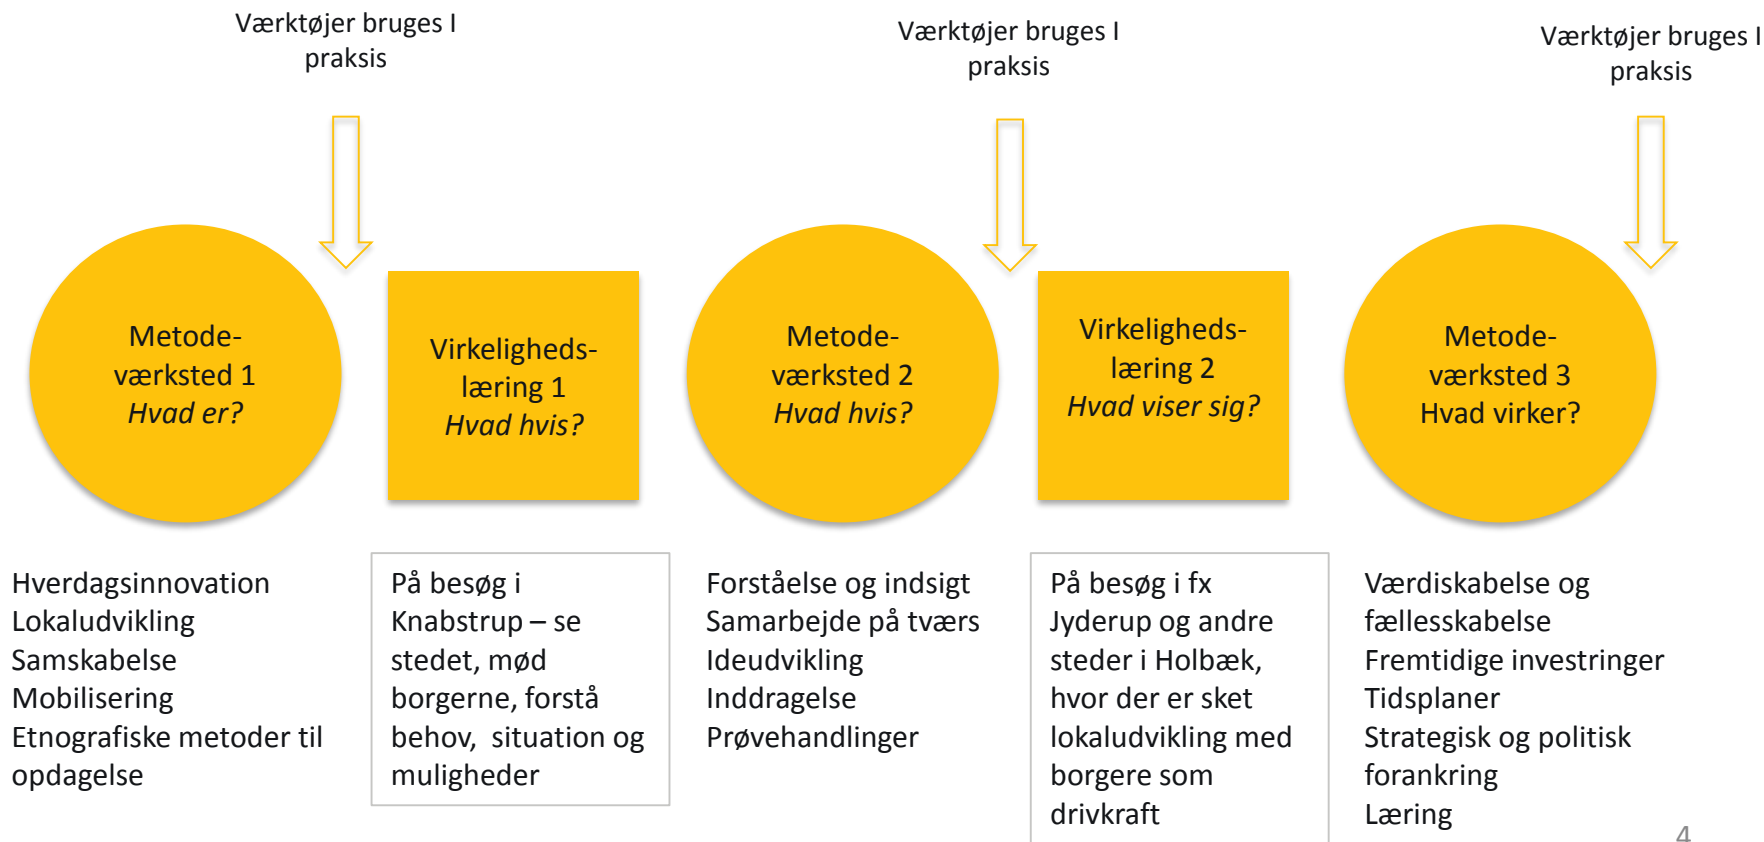 Værktøjer bruges I
praksis
Værktøjer bruges I
praksis
Værktøjer bruges I
praksis
Metode-
værksted 1
Hvad er?
Virkeligheds-
læring 1
Hvad hvis?
Metode-
værksted 2
Hvad hvis?
Virkeligheds-
læring 2
Hvad viser sig?
Metode-
værksted 3
Hvad virker?
Hverdagsinnovation
Lokaludvikling
Samskabelse
Mobilisering
Etnografiske metoder til
opdagelse
På besøg i
Knabstrup – se
stedet, mød
borgerne, forstå
behov, situation og
muligheder
Forståelse og indsigt
Samarbejde på tværs
Ideudvikling
Inddragelse
Prøvehandlinger
På besøg i fx
Jyderup og andre
steder i Holbæk,
hvor der er sket
lokaludvikling med
borgere som
drivkraft
Værdiskabelse og
fællesskabelse
Fremtidige investringer
Tidsplaner
Strategisk og politisk
forankring
Læring
4